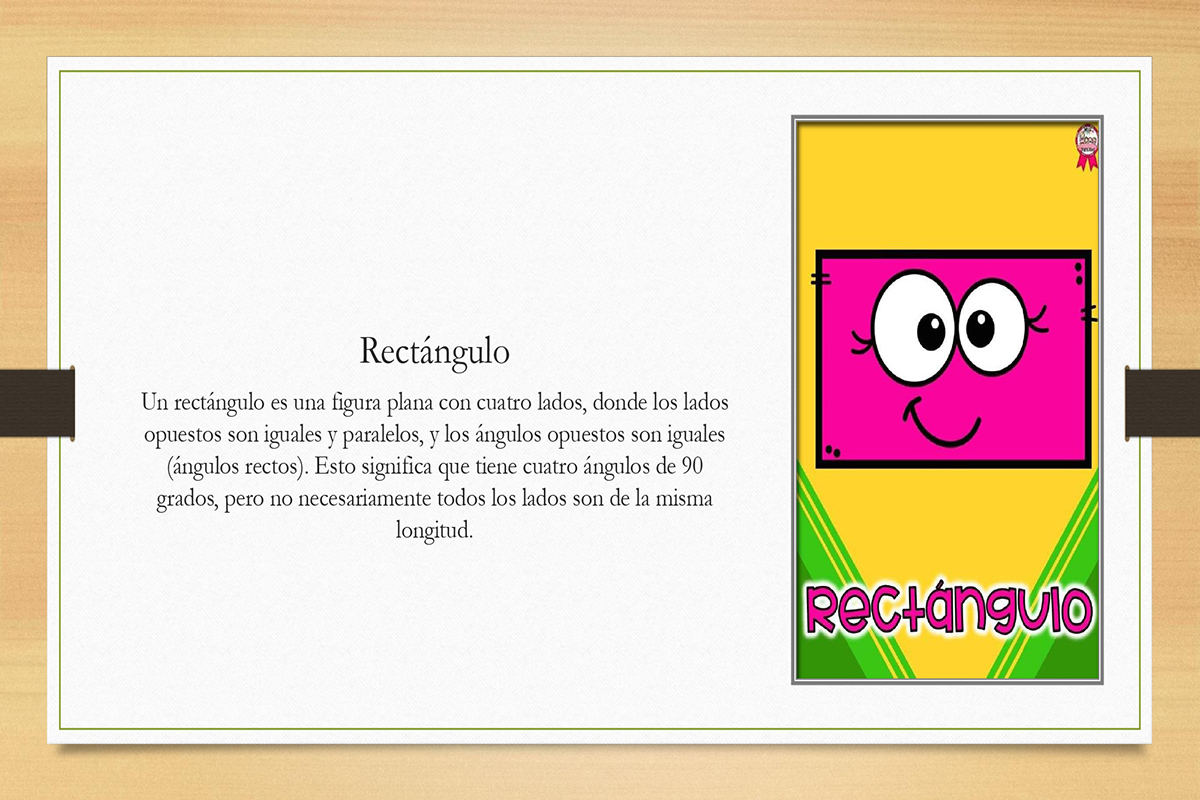 Rectángulo
Un rectángulo es una figura plana con cuatro lados, donde los lados
opuestos son iguales y paralelos, y los ángulos opuestos son iguales
(ángulos rectos). Esto significa que tiene cuatro ángulos de 90
grados, pero no necesariamente todos los lados son de la misma
longitud.
Rectángulo